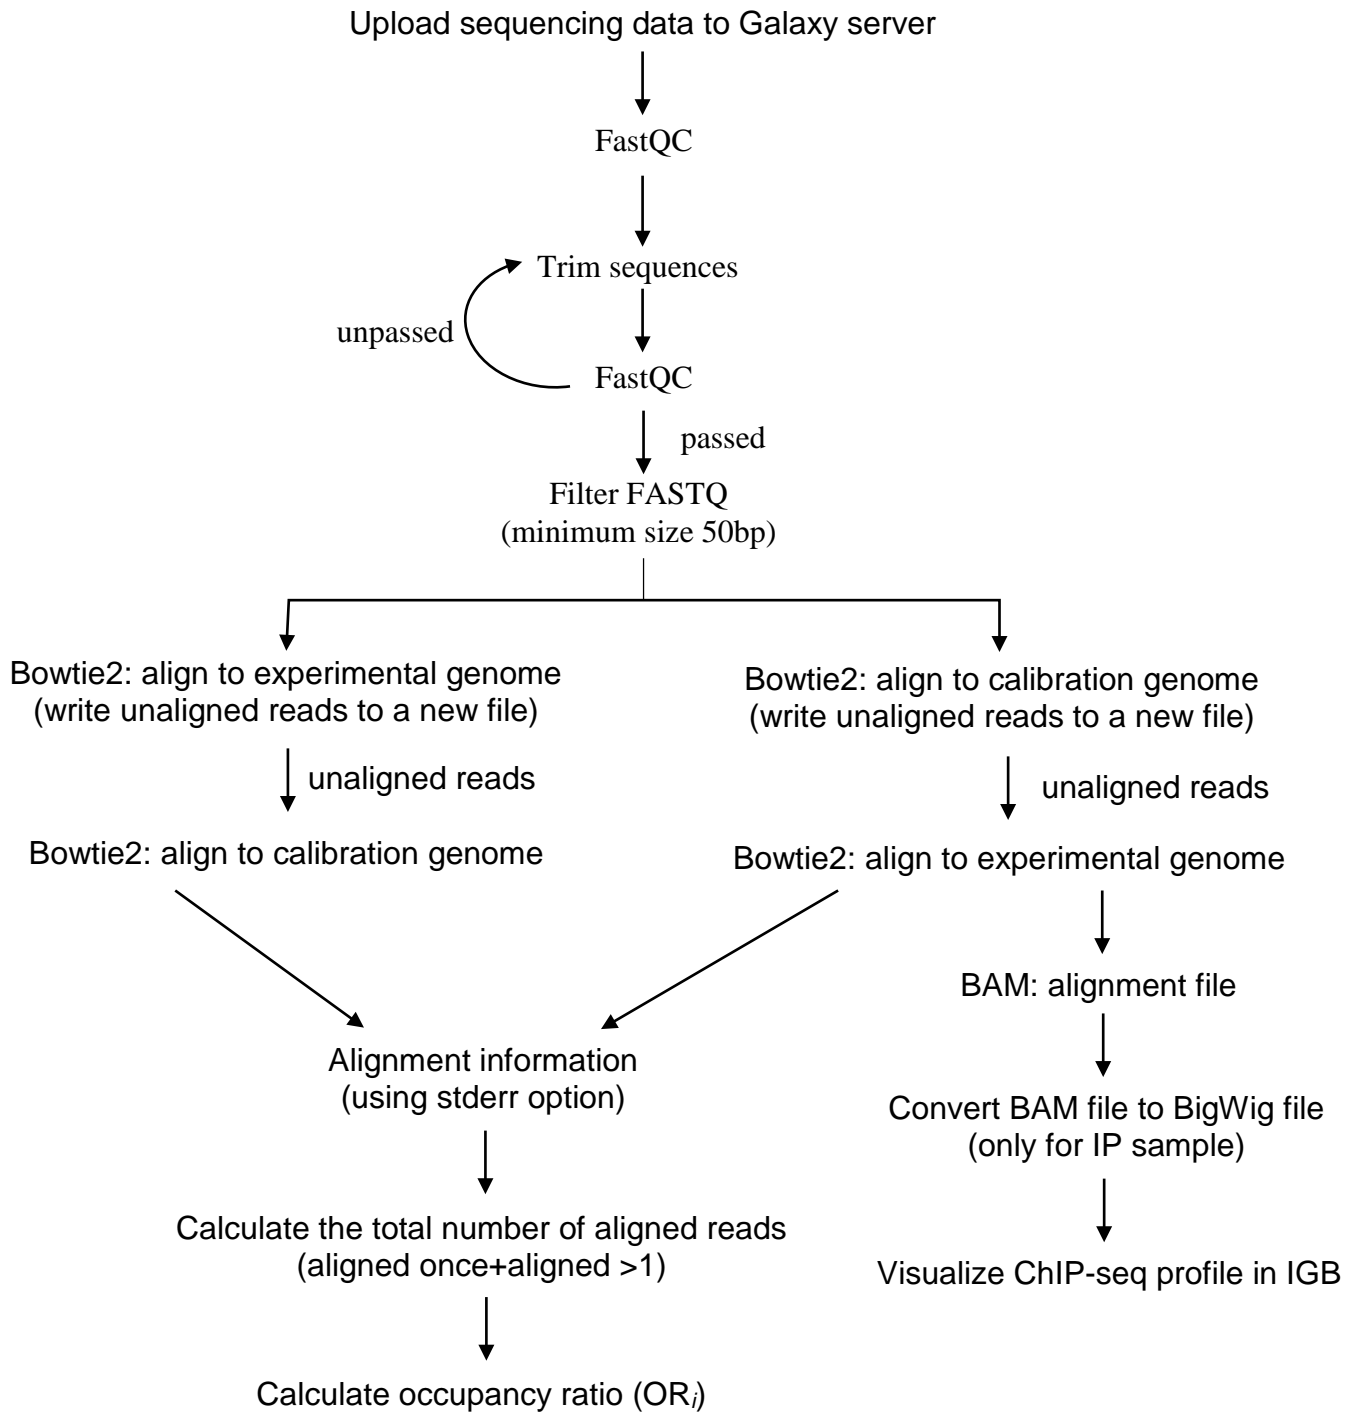 Upload sequencing data to Galaxy server
FastQC
Trim sequences
unpassed
FastQC
passed
Filter FASTQ
(minimum size 50bp)
Bowtie2: align to experimental genome
(write unaligned reads to a new file)
Bowtie2: align to calibration genome
(write unaligned reads to a new file)
unaligned reads
unaligned reads
Bowtie2: align to calibration genome
Bowtie2: align to experimental genome
BAM: alignment file
Alignment information
(using stderr option)
Convert BAM file to BigWig file
(only for IP sample)
Calculate the total number of aligned reads
(aligned once+aligned >1)
Visualize ChIP-seq profile in IGB
Calculate occupancy ratio (ORi)